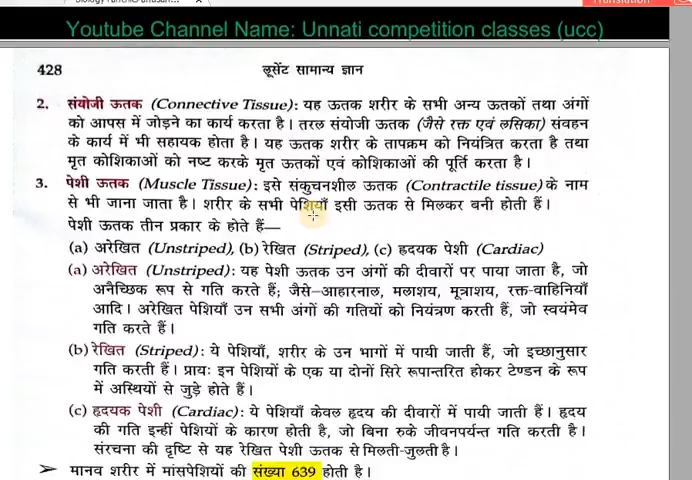 Youtube Channel Name: Unnati competition classes (ucc)
428 लूसेंट सामान्य ज्ञान
2. संयोजी ऊतक (Connective Tissue): यह ऊतक शरीर के सभी अन्य ऊतकों तथा अंगों
को आपस में जोड़ने का कार्य करता है। तरल संयोजी ऊतक (जैसे रक्त एवं लसिका) संवहन
के कार्य में भी सहायक होता है। यह ऊतक शरीर के तापक्रम को नियंत्रित करता है तथा
मृत कोशिकाओं को नष्ट करके मृत ऊतकों एवं कोशिकाओं की पूर्ति करता है।
3. पेशी ऊतक (Muscle Tissue): इसे संकुचनशील ऊतक (Contractile tissue) के नाम
से भी जाना जाता है। शरीर के सभी पेशियाँ इसी ऊतक से मिलकर बनी होती हैं।
पेशी ऊतक तीन प्रकार के होते हैं—
(a) अरेखित (Unstriped), (b) रेखित (Striped), (c) हृदयक पेशी (Cardiac)
(a) अरेखित (Unstriped): यह पेशी ऊतक उन अंगों की दीवारों पर पाया जाता है, जो
अनैच्छिक रूप से गति करते हैं; जैसे-आहारनाल, मलाशय, मूत्राशय, रक्त-वाहिनियाँ
आदि। अरेखित पेशियाँ उन सभी अंगों की गतियों को नियंत्रण करती हैं, जो स्वयंमेव
गति करते हैं।
(b) रेखित (Striped): ये पेशियाँ, शरीर के उन भागों में पायी जाती हैं, जो इच्छानुसार
गति करती हैं। प्रायः इन पेशियों के एक या दोनों सिरे रूपान्तरित होकर टेण्डन के रूप
में अस्थियों से जुड़े होते हैं।
(c) हृदयक पेशी (Cardiac): ये पेशियाँ केवल हृदय की दीवारों में पायी जाती हैं। हृदय
की गति इन्हीं पेशियों के कारण होती है, जो बिना रुके जीवनपर्यन्त गति करती है।
संरचना की दृष्टि से यह रेखित पेशी ऊतक से मिलती-जुलती है।
➢ मानव शरीर में मांसपेशियों की संख्या 639 होती है।